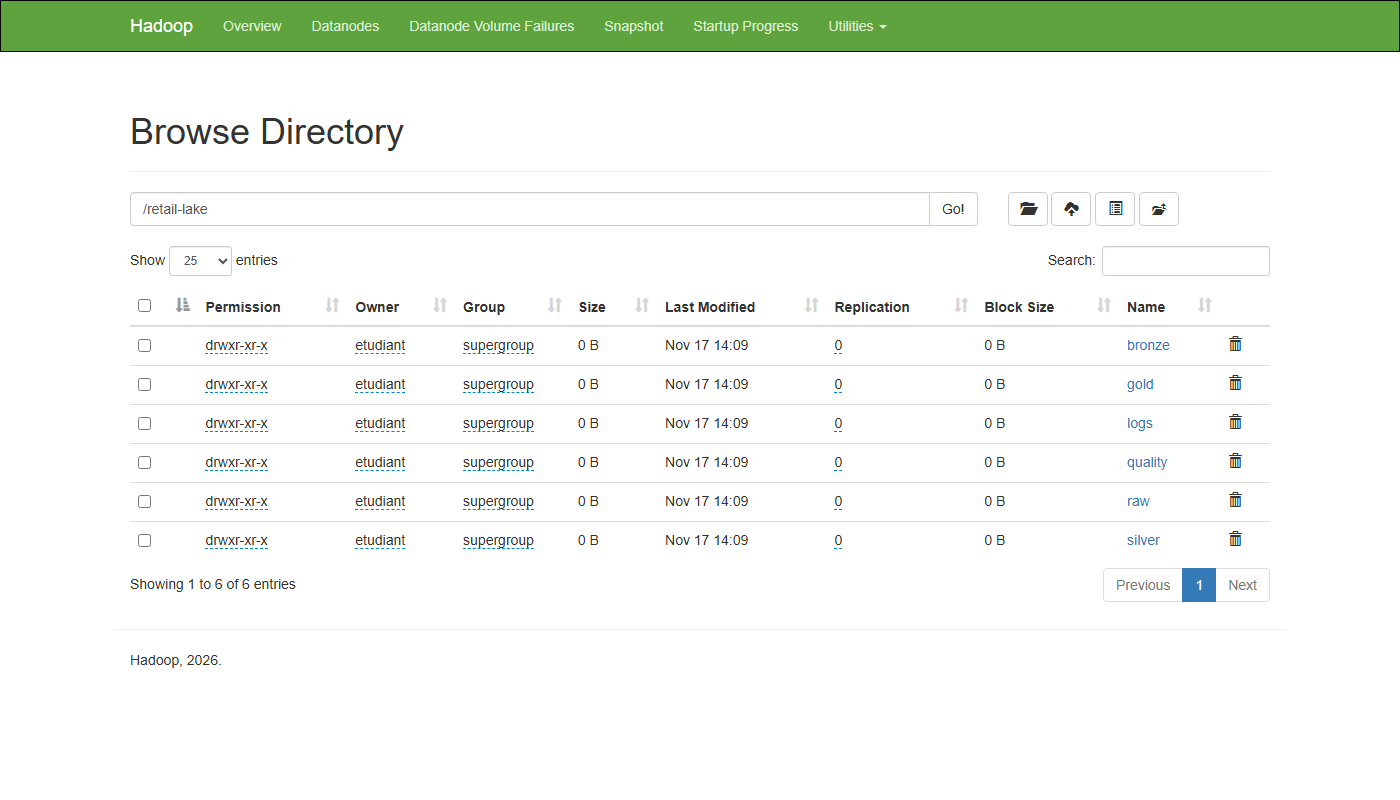 Hadoop Overview Datanodes Datanode Volume Failures Snapshot Startup Progress Utilities
Browse Directory
/retail-lake Go!
Show 25 entries Search:
Permission Owner Group Size Last Modified Replication Block Size Name
drwxr-xr-x etudiant supergroup 0 B Nov 17 14:09 0 0 B bronze
drwxr-xr-x etudiant supergroup 0 B Nov 17 14:09 0 0 B gold
drwxr-xr-x etudiant supergroup 0 B Nov 17 14:09 0 0 B logs
drwxr-xr-x etudiant supergroup 0 B Nov 17 14:09 0 0 B quality
drwxr-xr-x etudiant supergroup 0 B Nov 17 14:09 0 0 B raw
drwxr-xr-x etudiant supergroup 0 B Nov 17 14:09 0 0 B silver
Showing 1 to 6 of 6 entries Previous 1 Next
Hadoop, 2026.